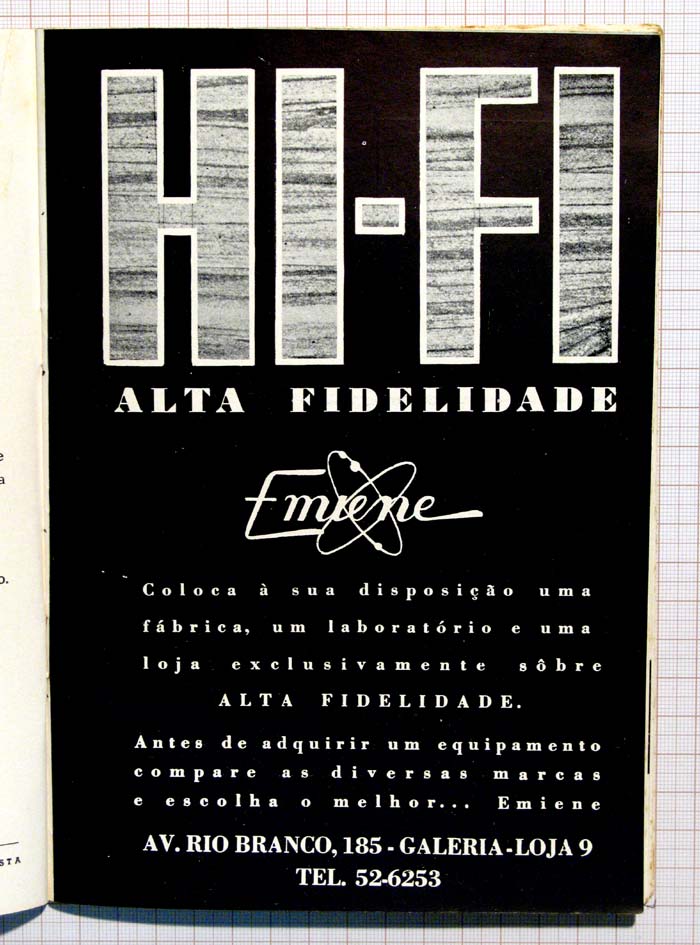 HI-FI
ALTA FIDELIDADE
Emiene
Coloca à sua disposição uma
fábrica, um laboratório e uma
loja exclusivamente sôbre
ALTA FIDELIDADE.
Antes de adquirir um equipamento
compare as diversas marcas
e escolha o melhor... Emiene
AV. RIO BRANCO, 185 - GALERIA - LOJA 9
TEL. 52-6253